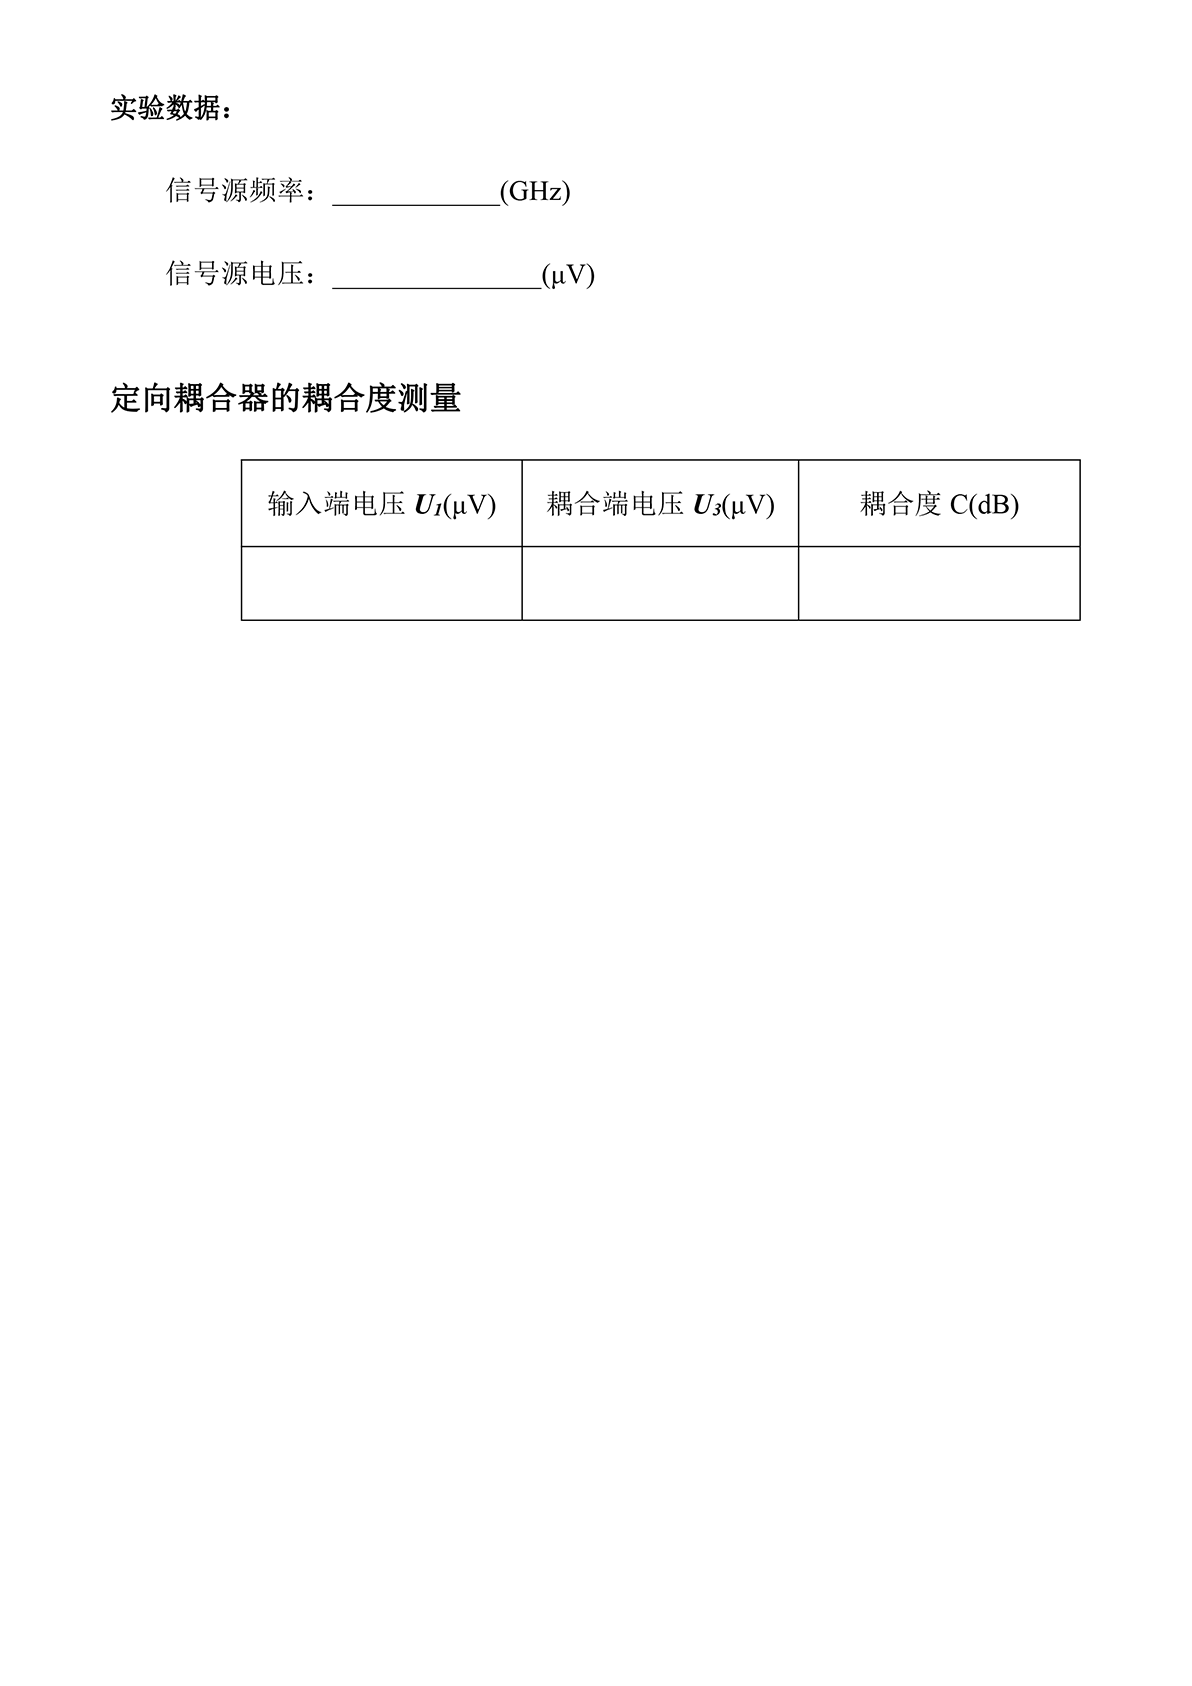 实验数据：
信号源频率：____________(GHz)
信号源电压：_______________(μV)
定向耦合器的耦合度测量
输入端电压 U1(μV) 耦合端电压 U3(μV) 耦合度 C(dB)